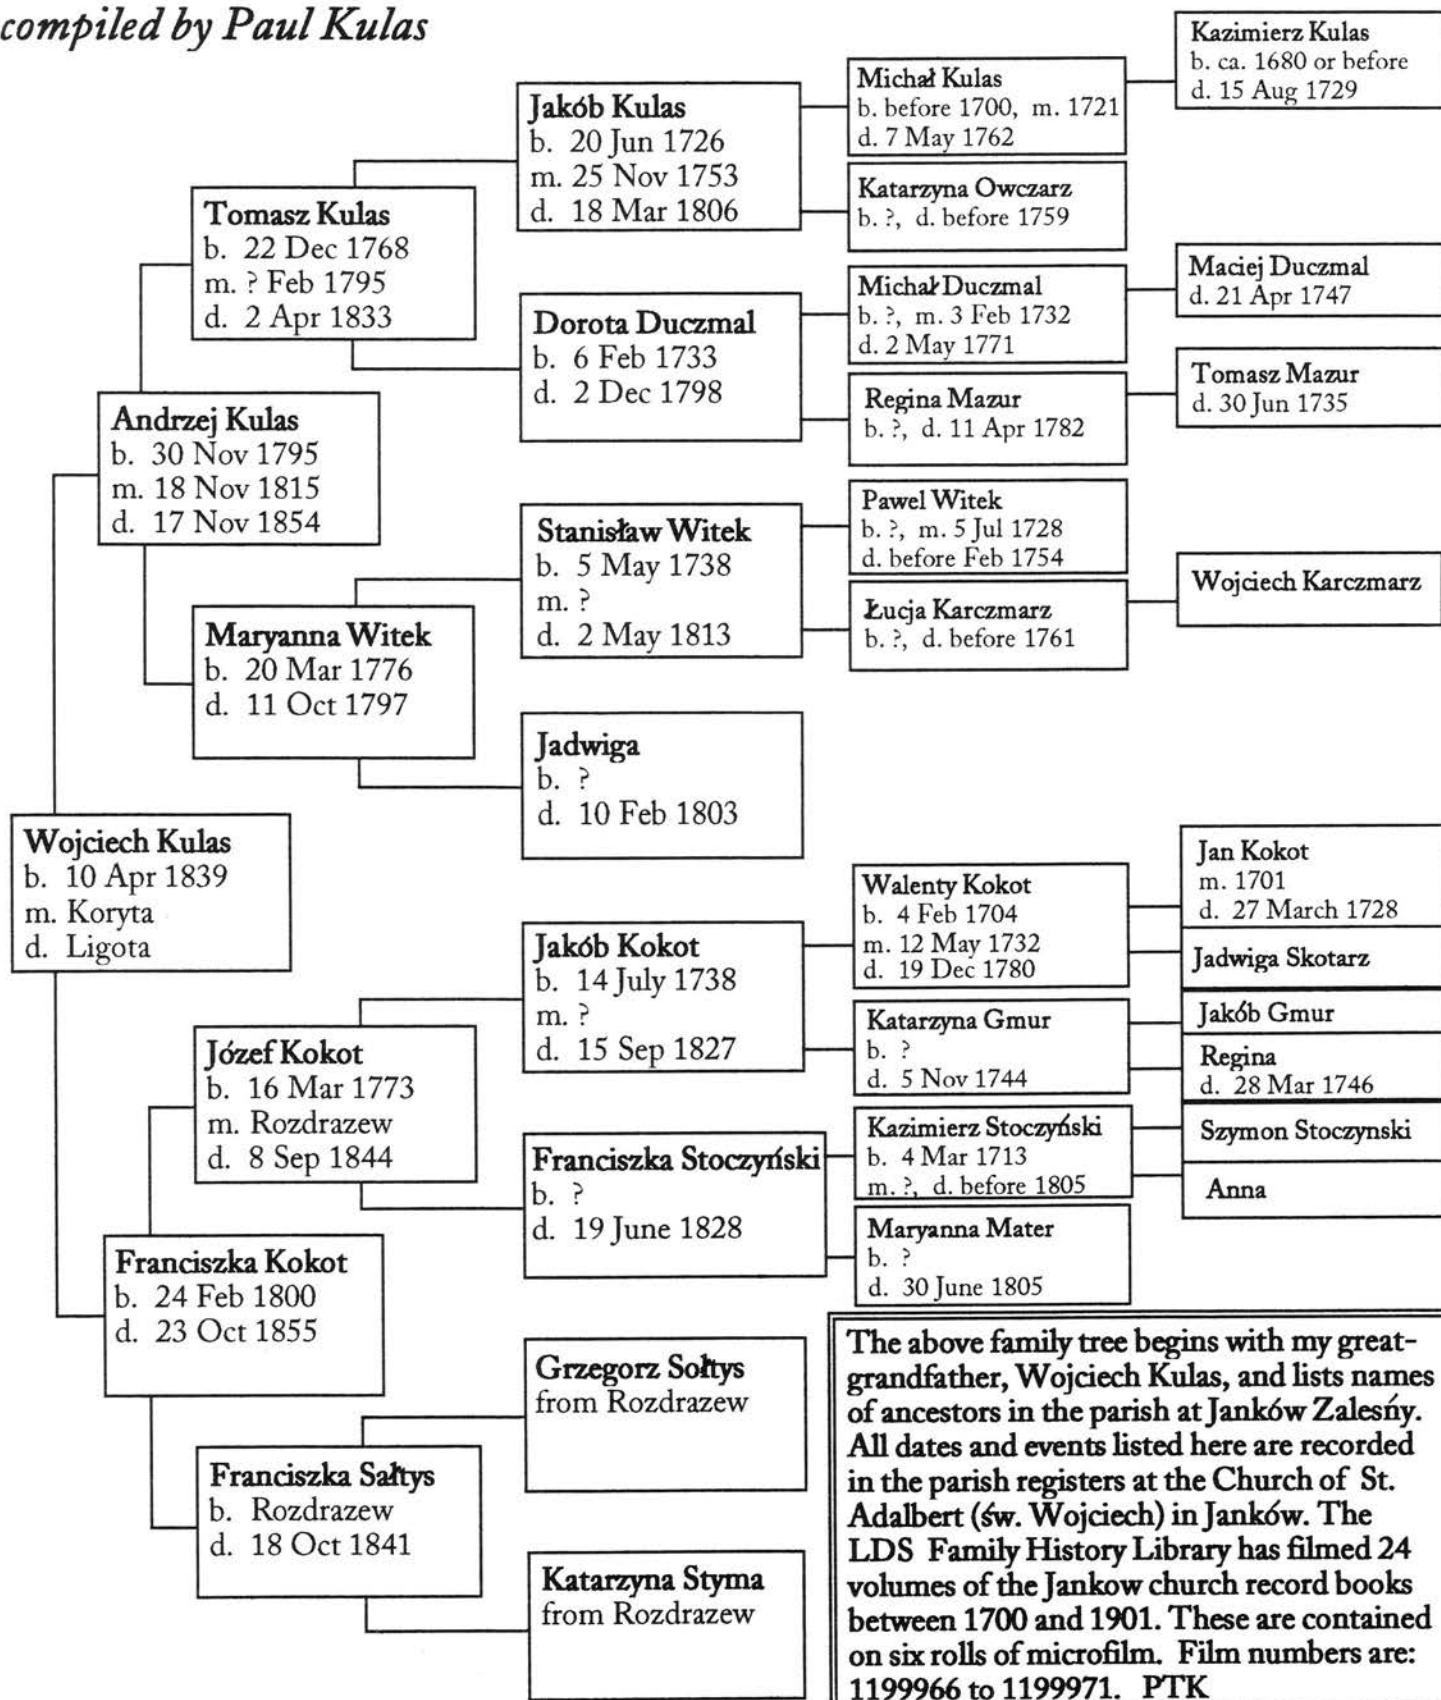 compiled by Paul Kulas
Kazimierz Kulas
b. ca. 1680 or before
d. 15 Aug 1729
Michał Kulas
b. before 1700, m. 1721
d. 7 May 1762
Jakób Kulas
b. 20 Jun 1726
m. 25 Nov 1753
d. 18 Mar 1806
Katarzyna Owczarz
b. ?, d. before 1759
Tomasz Kulas
b. 22 Dec 1768
m. ? Feb 1795
d. 2 Apr 1833
Maciej Duczmal
d. 21 Apr 1747
Michał Duczmal
b. ?, m. 3 Feb 1732
d. 2 May 1771
Dorota Duczmal
b. 6 Feb 1733
d. 2 Dec 1798
Tomasz Mazur
d. 30 Jun 1735
Regina Mazur
b. ?, d. 11 Apr 1782
Andrzej Kulas
b. 30 Nov 1795
m. 18 Nov 1815
d. 17 Nov 1854
Pawel Witek
b. ?, m. 5 Jul 1728
d. before Feb 1754
Stanisław Witek
b. 5 May 1738
m. ?
d. 2 May 1813
Wojciech Karczmarz
Łucja Karczmarz
b. ?, d. before 1761
Maryanna Witek
b. 20 Mar 1776
d. 11 Oct 1797
Jadwiga
b. ?
d. 10 Feb 1803
Wojciech Kulas
b. 10 Apr 1839
m. Koryta
d. Ligota
Jan Kokot
m. 1701
d. 27 March 1728
Walenty Kokot
b. 4 Feb 1704
m. 12 May 1732
d. 19 Dec 1780
Jadwiga Skotarz
Jakób Kokot
b. 14 July 1738
m. ?
d. 15 Sep 1827
Jakób Gmur
Katarzyna Gmur
b. ?
d. 5 Nov 1744
Regina
d. 28 Mar 1746
Józef Kokot
b. 16 Mar 1773
m. Rozdrazew
d. 8 Sep 1844
Kazimierz Stoczyński
b. 4 Mar 1713
m. ?, d. before 1805
Szymon Stoczynski
Anna
Franciszka Stoczyński
b. ?
d. 19 June 1828
Maryanna Mater
b. ?
d. 30 June 1805
Franciszka Kokot
b. 24 Feb 1800
d. 23 Oct 1855
Grzegorz Sołtys
from Rozdrazew
Franciszka Sałtys
b. Rozdrazew
d. 18 Oct 1841
Katarzyna Styma
from Rozdrazew
The above family tree begins with my great-
grandfather, Wojciech Kulas, and lists names
of ancestors in the parish at Janków Zalesńy.
All dates and events listed here are recorded
in the parish registers at the Church of St.
Adalbert (św. Wojciech) in Janków. The
LDS Family History Library has filmed 24
volumes of the Jankow church record books
between 1700 and 1901. These are contained
on six rolls of microfilm. Film numbers are:
1199966 to 1199971. PTK